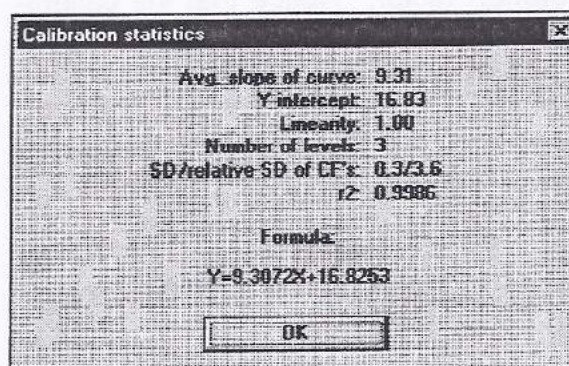 Calibration statistics
Avg. slope of curve: 9.31
Y intercept: 16.83
Linearity: 1.00
Number of levels: 3
SD/relative SD of CF's: 0.3/3.6
r2: 0.9986
Formula:
Y=9.3072X+16.8253
OK